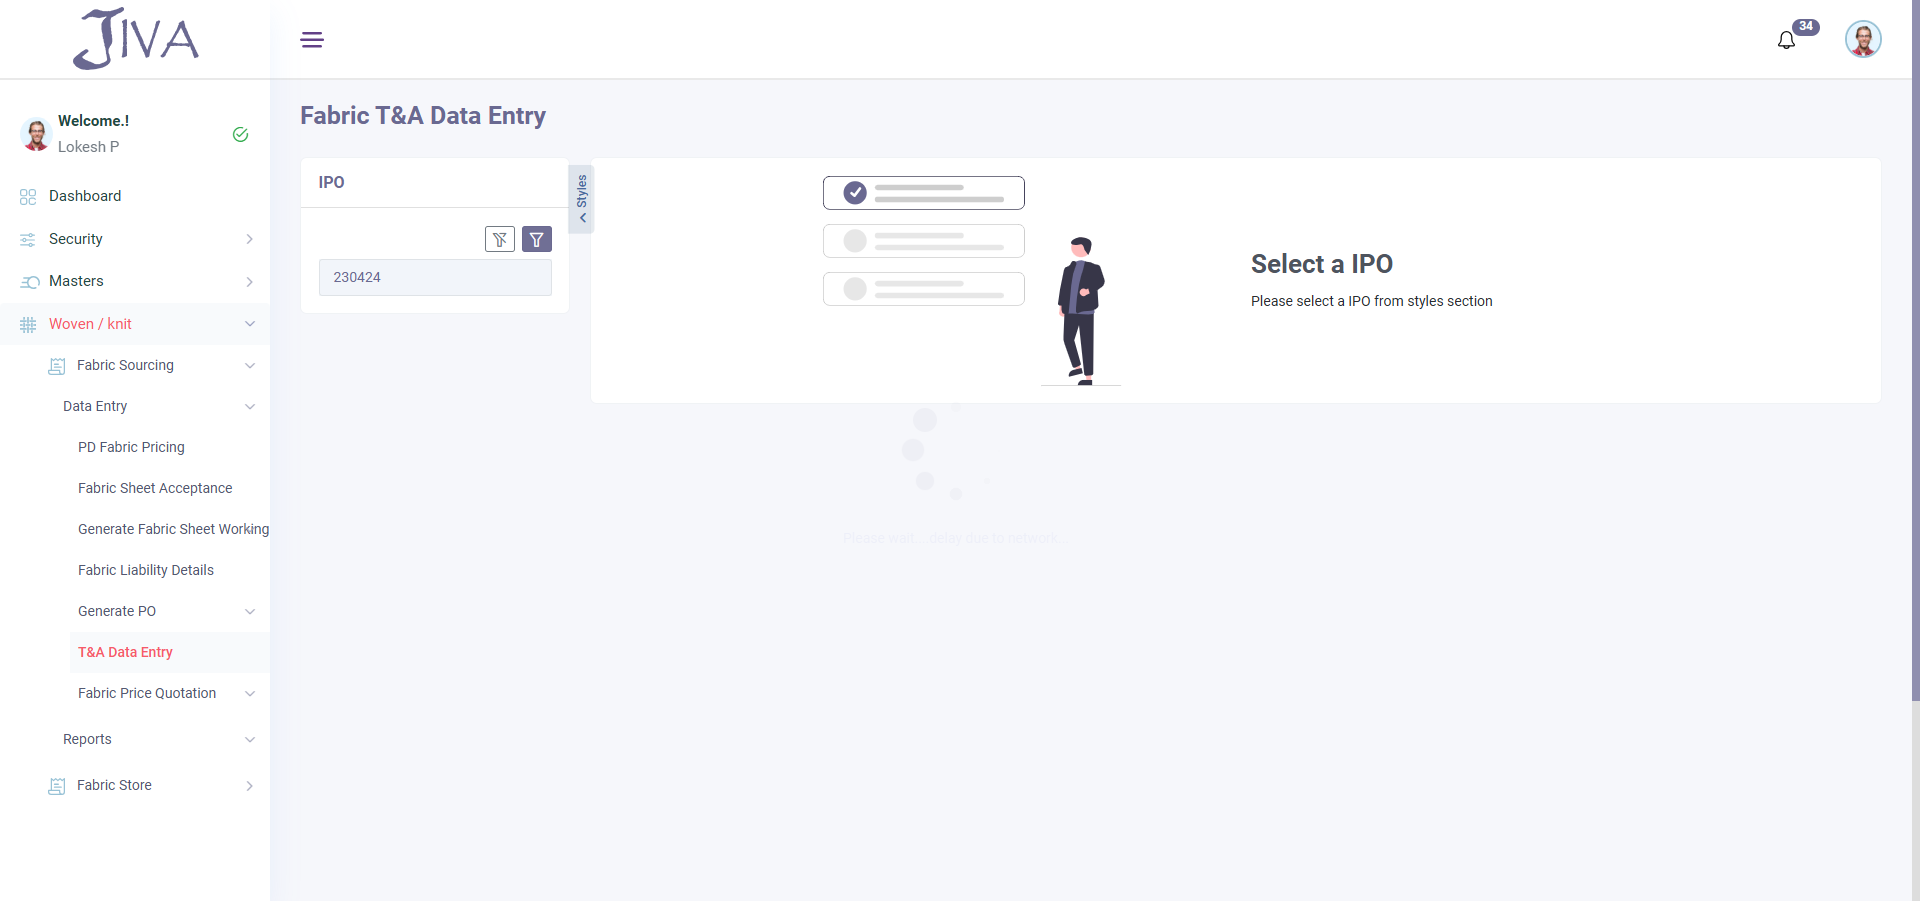 JIVA
34
Welcome.!
Lokesh P
Dashboard
Security
Masters
Woven / knit
Fabric Sourcing
Data Entry
PD Fabric Pricing
Fabric Sheet Acceptance
Generate Fabric Sheet Working
Fabric Liability Details
Generate PO
T&A Data Entry
Fabric Price Quotation
Reports
Fabric Store
Fabric T&A Data Entry
IPO
Styles
230424
Select a IPO
Please select a IPO from styles section
Please wait....delay due to network..